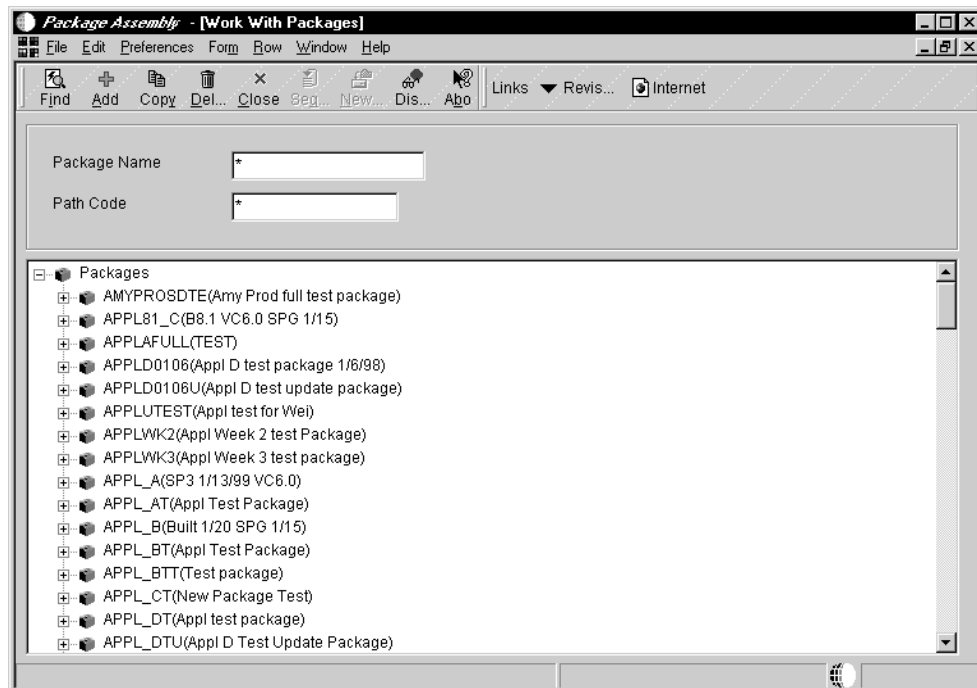 Package Assembly - [Work With Packages]
File Edit Preferences Form Row Window Help
Find Add Copy Del... Close Seq... New... Dis... Abo Links Revis... Internet
Package Name *
Path Code *
Packages
AMYPROSDTE(Amy Prod full test package)
APPL81_C(B8.1 VC6.0 SPG 1/15)
APPLAFULL(TEST)
APPLD0106(Appl D test package 1/6/98)
APPLD0106U(Appl D test update package)
APPLUTEST(Appl test for Wei)
APPLWK2(Appl Week 2 test Package)
APPLWK3(Appl Week 3 test package)
APPL_A(SP3 1/13/99 VC6.0)
APPL_AT(Appl Test Package)
APPL_B(Built 1/20 SPG 1/15)
APPL_BT(Appl Test Package)
APPL_BTT(Test package)
APPL_CT(New Package Test)
APPL_DT(Appl test package)
APPL_DTU(Appl D Test Update Package)